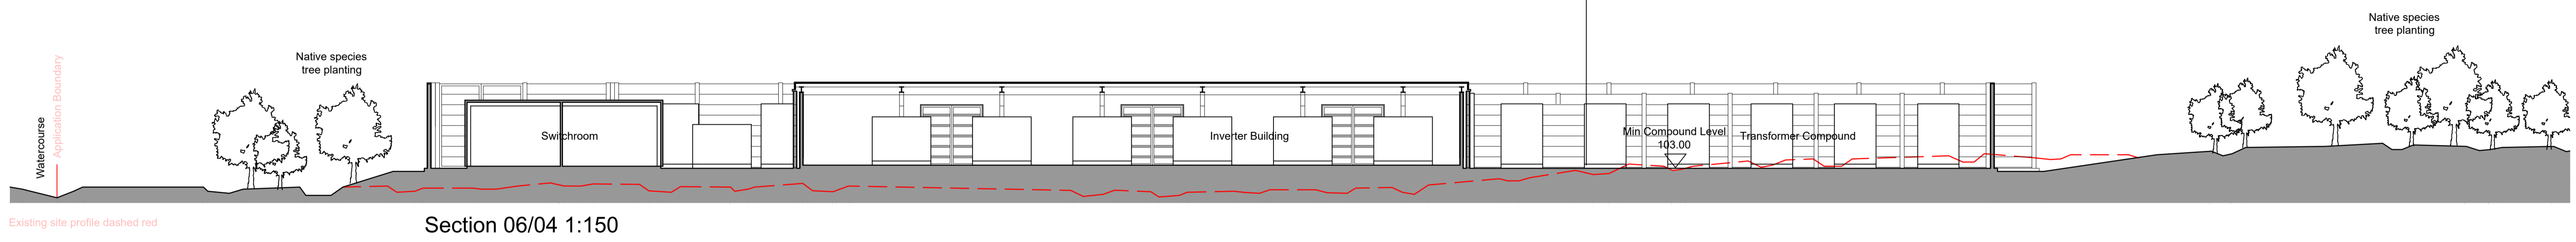 Watercourse
Application Boundary
Native species
tree planting
Switchroom
Inverter Building
Min Compound Level
103.00
Transformer Compound
Native species
tree planting
Existing site profile dashed red
Section 06/04 1:150